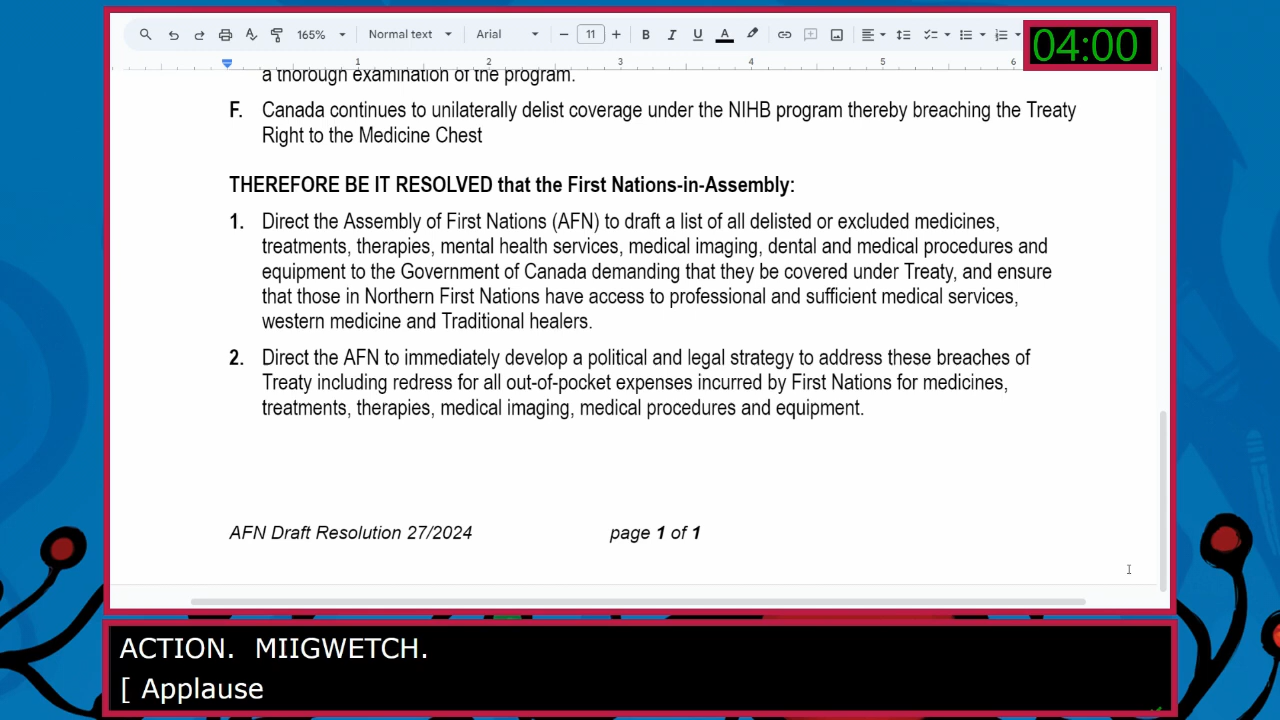 165% Normal text Arial 11 B I U A
04:00
1 2 3 4 5 6
a thorough examination of the program.
F. Canada continues to unilaterally delist coverage under the NIHB program thereby breaching the Treaty
Right to the Medicine Chest
THEREFORE BE IT RESOLVED that the First Nations-in-Assembly:
1. Direct the Assembly of First Nations (AFN) to draft a list of all delisted or excluded medicines,
treatments, therapies, mental health services, medical imaging, dental and medical procedures and
equipment to the Government of Canada demanding that they be covered under Treaty, and ensure
that those in Northern First Nations have access to professional and sufficient medical services,
western medicine and Traditional healers.
2. Direct the AFN to immediately develop a political and legal strategy to address these breaches of
Treaty including redress for all out-of-pocket expenses incurred by First Nations for medicines,
treatments, therapies, medical imaging, medical procedures and equipment.
AFN Draft Resolution 27/2024 page 1 of 1
ACTION. MIIGWETCH.
[ Applause